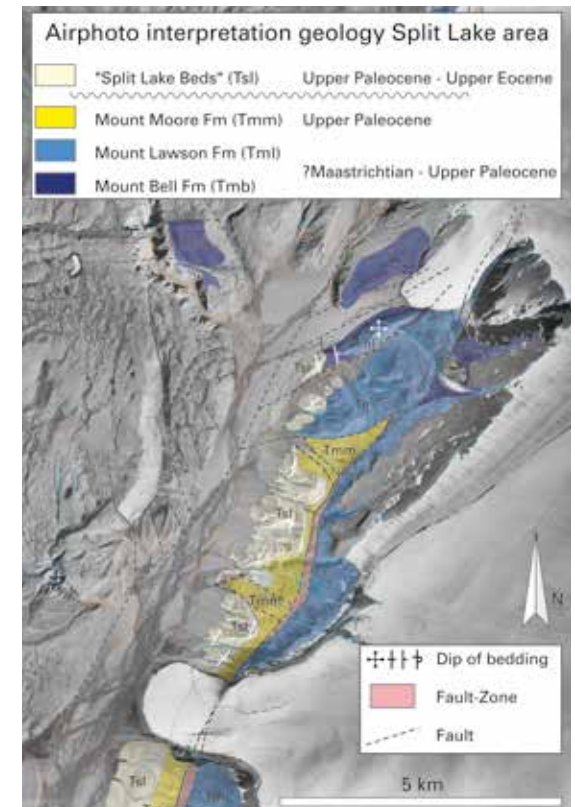 Airphoto interpretation geology Split Lake area
"Split Lake Beds" (Tsl) Upper Paleocene - Upper Eocene
Mount Moore Fm (Tmm) Upper Paleocene
Mount Lawson Fm (Tml)
?Maastrichtian - Upper Paleocene
Mount Bell Fm (Tmb)
Tmm
Tsl
Tsl
N
Dip of bedding
Fault-Zone
Fault
5 km
Tsl